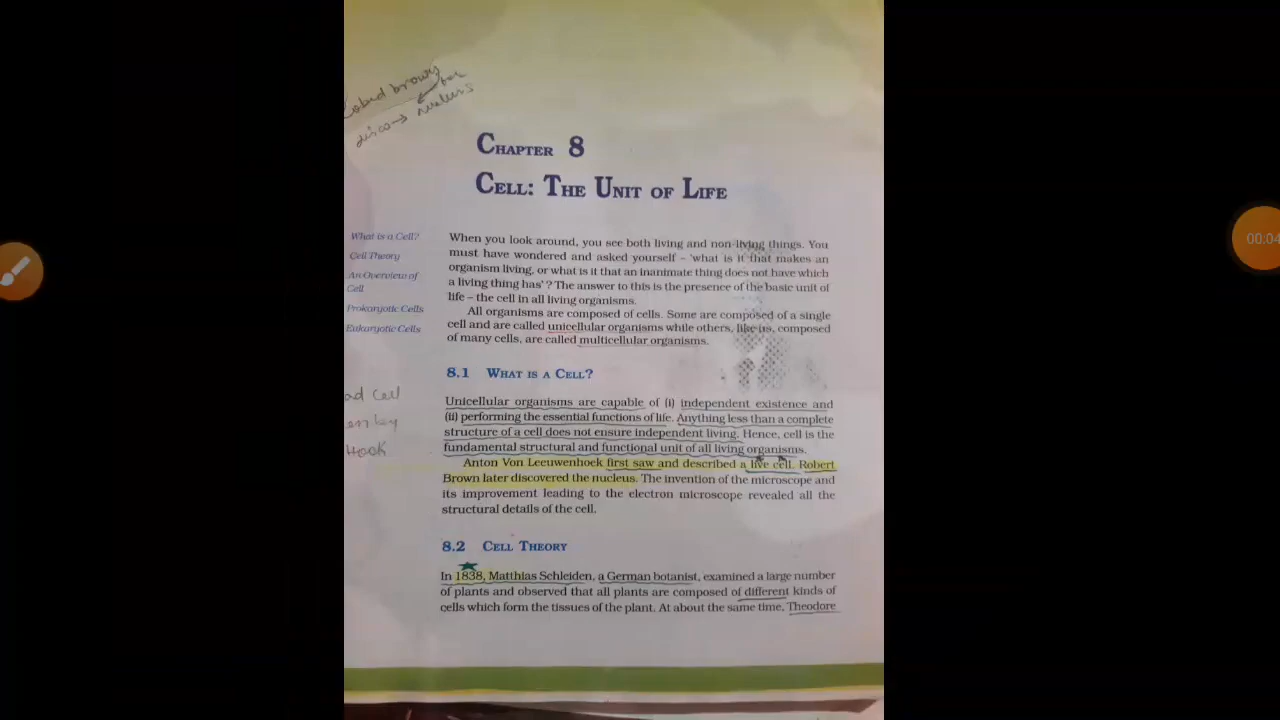 brown
disco→ nucleus
CHAPTER 8
CELL: THE UNIT OF LIFE
What is a Cell?
Cell Theory
An Overview of
Cell
Prokaryotic Cells
Eukaryotic Cells
When you look around, you see both living and non-living things. You
must have wondered and asked yourself – 'what is it that makes an
organism living, or what is it that an inanimate thing does not have which
a living thing has' ? The answer to this is the presence of the basic unit of
life – the cell in all living organisms.
All organisms are composed of cells. Some are composed of a single
cell and are called unicellular organisms while others, like us, composed
of many cells, are called multicellular organisms.
8.1 WHAT IS A CELL?
Unicellular organisms are capable of (i) independent existence and
(ii) performing the essential functions of life. Anything less than a complete
structure of a cell does not ensure independent living. Hence, cell is the
fundamental structural and functional unit of all living organisms.
Anton Von Leeuwenhoek first saw and described a live cell. Robert
Brown later discovered the nucleus. The invention of the microscope and
its improvement leading to the electron microscope revealed all the
structural details of the cell.
ad Cell
Hook
8.2 CELL THEORY
In 1838, Matthias Schleiden, a German botanist, examined a large number
of plants and observed that all plants are composed of different kinds of
cells which form the tissues of the plant. At about the same time, Theodore
00:04